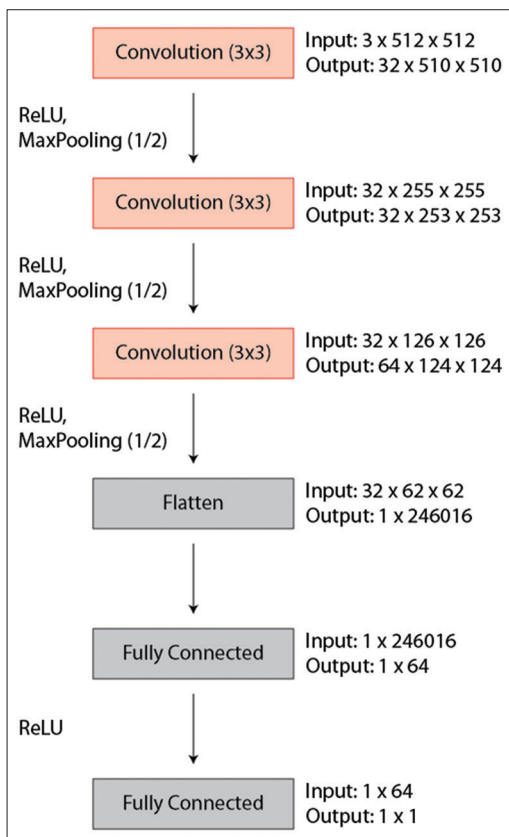 Convolution (3x3)
Input: 3 x 512 x 512
Output: 32 x 510 x 510
ReLU,
MaxPooling (1/2)
Convolution (3x3)
Input: 32 x 255 x 255
Output: 32 x 253 x 253
ReLU,
MaxPooling (1/2)
Convolution (3x3)
Input: 32 x 126 x 126
Output: 64 x 124 x 124
ReLU,
MaxPooling (1/2)
Flatten
Input: 32 x 62 x 62
Output: 1 x 246016
Fully Connected
Input: 1 x 246016
Output: 1 x 64
ReLU
Fully Connected
Input: 1 x 64
Output: 1 x 1